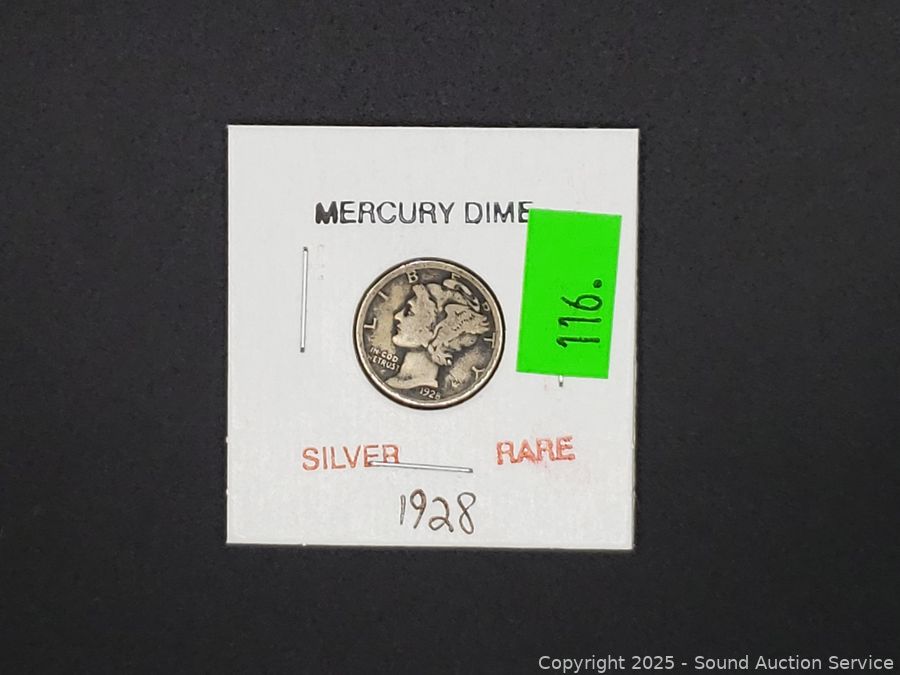 MERCURY DIME
116.
LIBERTY
IN GOD
WE TRUST
1928
SILVER RARE
1928
Copyright 2025 - Sound Auction Service